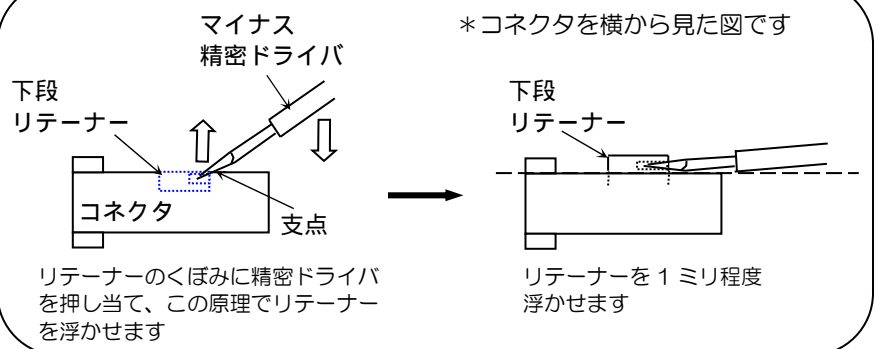 マイナス
精密ドライバ
＊コネクタを横から見た図です
下段
リテーナー
下段
リテーナー
コネクタ
支点
リテーナーのくぼみに精密ドライバ
を押し当て、この原理でリテーナー
を浮かせます
リテーナーを１ミリ程度
浮かせます